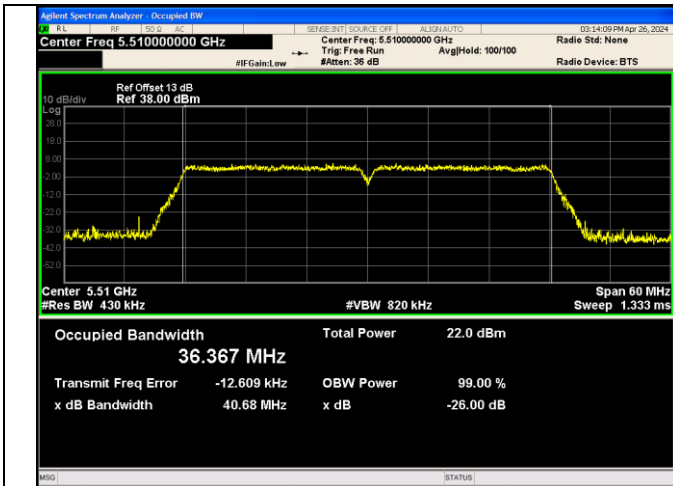 Agilent Spectrum Analyzer - Occupied BW
RL RF 50 Ω AC SENSE:INT SOURCE OFF ALIGNAUTO 03:14:09 PM Apr 26, 2024
Center Freq 5.510000000 GHz Center Freq: 5.510000000 GHz Radio Std: None
Trig: Free Run Avg|Hold: 100/100
#IFGain:Low #Atten: 36 dB Radio Device: BTS
Ref Offset 13 dB
10 dB/div Ref 38.00 dBm
Log
28.0
18.0
8.00
-2.00
-12.0
-22.0
-32.0
-42.0
-52.0
Center 5.51 GHz Span 60 MHz
#Res BW 430 kHz #VBW 820 kHz Sweep 1.333 ms
Occupied Bandwidth Total Power 22.0 dBm
36.367 MHz
Transmit Freq Error -12.609 kHz OBW Power 99.00 %
x dB Bandwidth 40.68 MHz x dB -26.00 dB
MSG STATUS